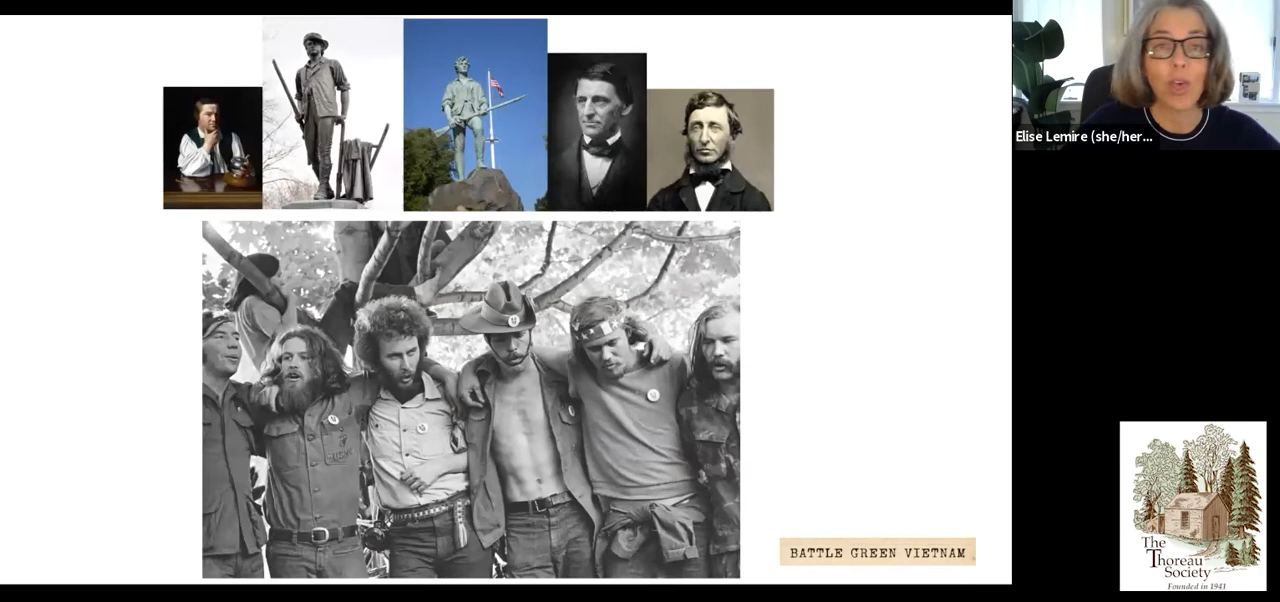 Elise Lemire (she/her...
BATTLE GREEN VIETNAM
The
Thoreau
Society
Founded in 1941